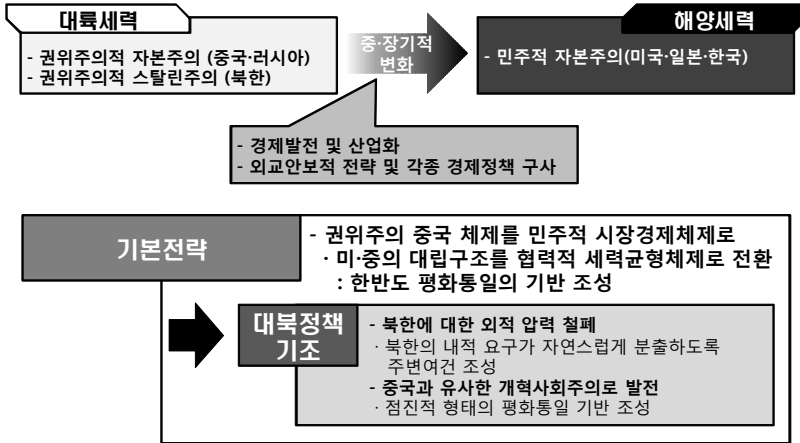 대륙세력
- 권위주의적 자본주의 (중국·러시아)
- 권위주의적 스탈린주의 (북한)
중·장기적
변화
해양세력
- 민주적 자본주의(미국·일본·한국)
- 경제발전 및 산업화
- 외교안보적 전략 및 각종 경제정책 구사
기본전략
- 권위주의 중국 체제를 민주적 시장경제체제로
· 미·중의 대립구조를 협력적 세력균형체제로 전환
: 한반도 평화통일의 기반 조성
대북정책
기조
- 북한에 대한 외적 압력 철폐
· 북한의 내적 요구가 자연스럽게 분출하도록
주변여건 조성
- 중국과 유사한 개혁사회주의로 발전
· 점진적 형태의 평화통일 기반 조성